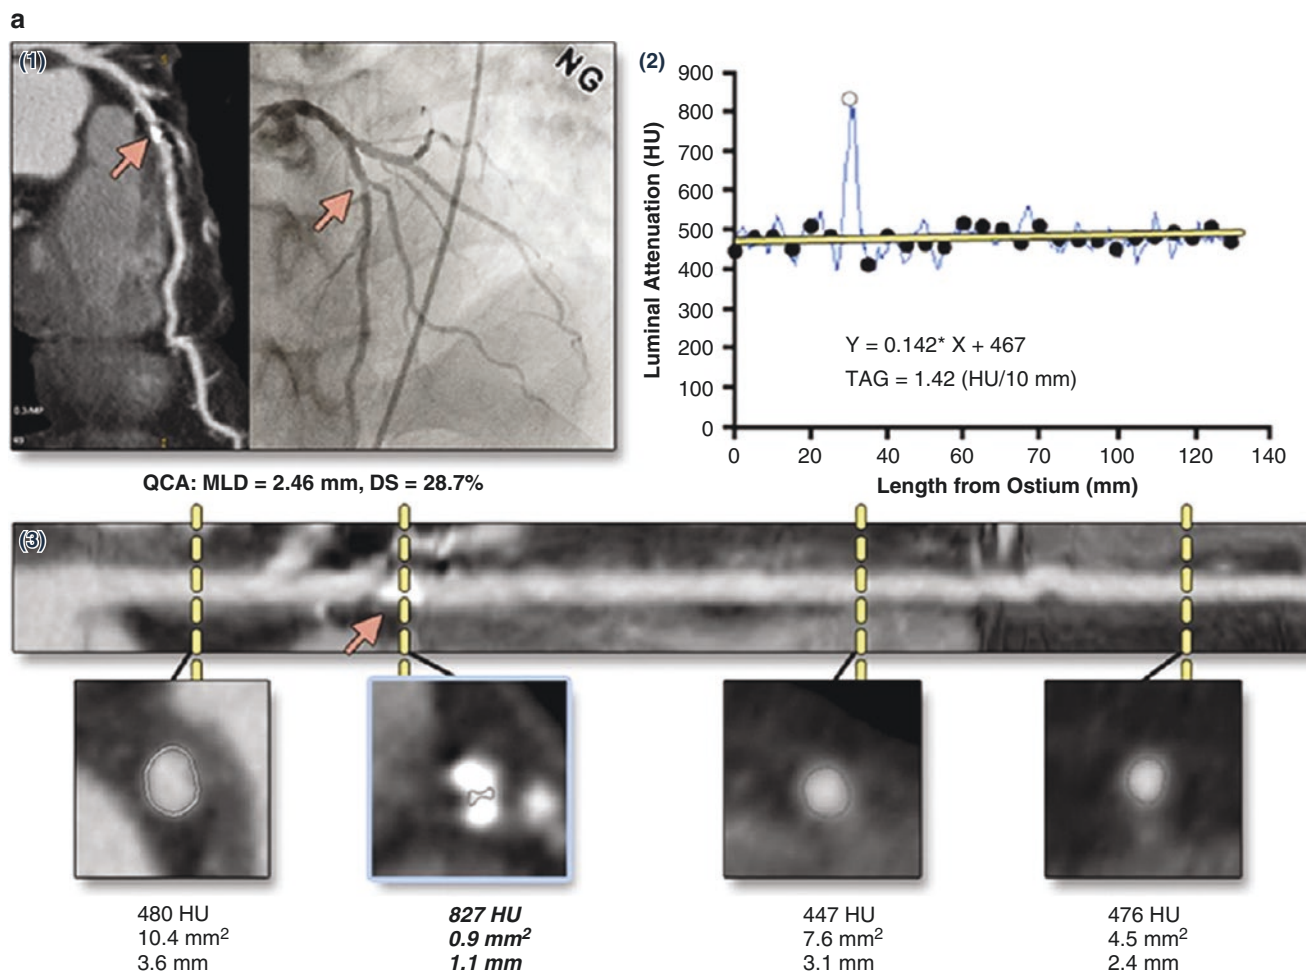 a
(1)
NG
QCA: MLD = 2.46 mm, DS = 28.7%
(2)
Luminal Attenuation (HU)
900
800
700
600
500
400
300
200
100
0
Y = 0.142* X + 467
TAG = 1.42 (HU/10 mm)
0 20 40 60 70 100 120 140
Length from Ostium (mm)
(3)
480 HU
10.4 mm²
3.6 mm
827 HU
0.9 mm²
1.1 mm
447 HU
7.6 mm²
3.1 mm
476 HU
4.5 mm²
2.4 mm